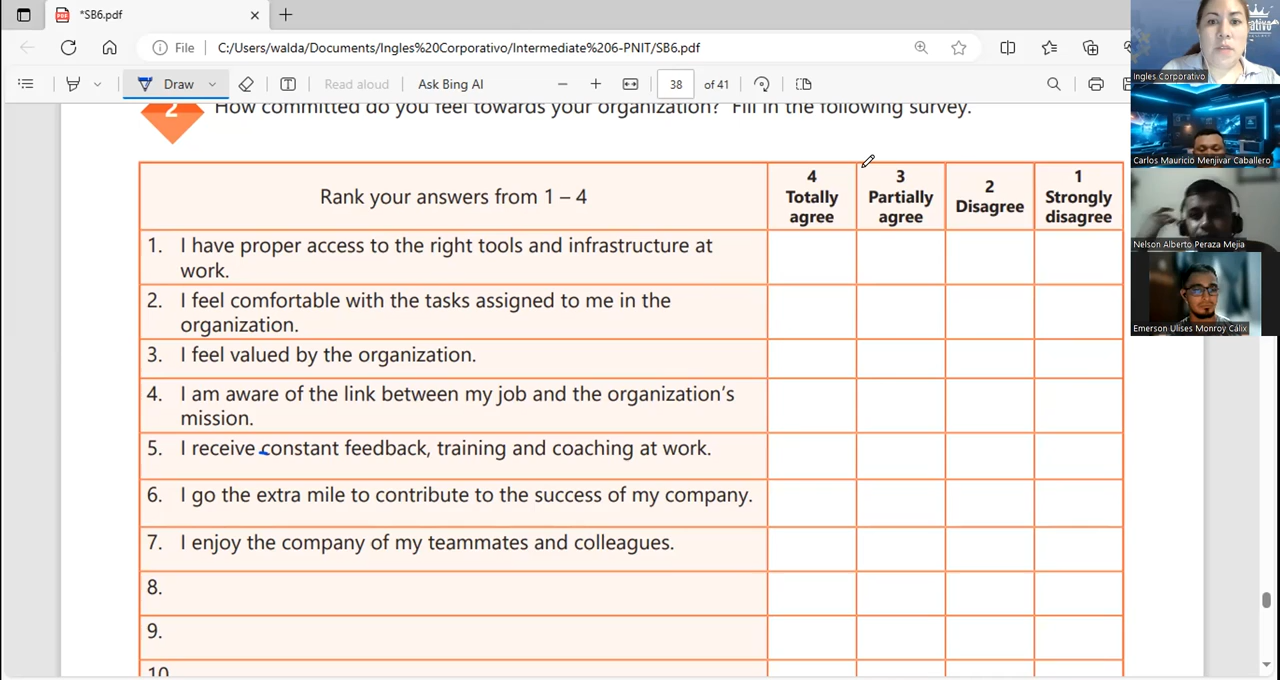 *SB6.pdf
File C:/Users/walda/Documents/Ingles%20Corporativo/Intermediate%206-PNIT/SB6.pdf
Draw Read aloud Ask Bing AI 38 of 41
2 How committed do you feel towards your organization? Fill in the following survey.
Rank your answers from 1 – 4
4 Totally agree
3 Partially agree
2 Disagree
1 Strongly disagree
1. I have proper access to the right tools and infrastructure at
work.
2. I feel comfortable with the tasks assigned to me in the
organization.
3. I feel valued by the organization.
4. I am aware of the link between my job and the organization's
mission.
5. I receive constant feedback, training and coaching at work.
6. I go the extra mile to contribute to the success of my company.
7. I enjoy the company of my teammates and colleagues.
8.
9.
10
Ingles Corporativo
Carlos Mauricio Menjivar Caballero
Nelson Alberto Peraza Mejia
Emerson Ulises Monroy Cálix